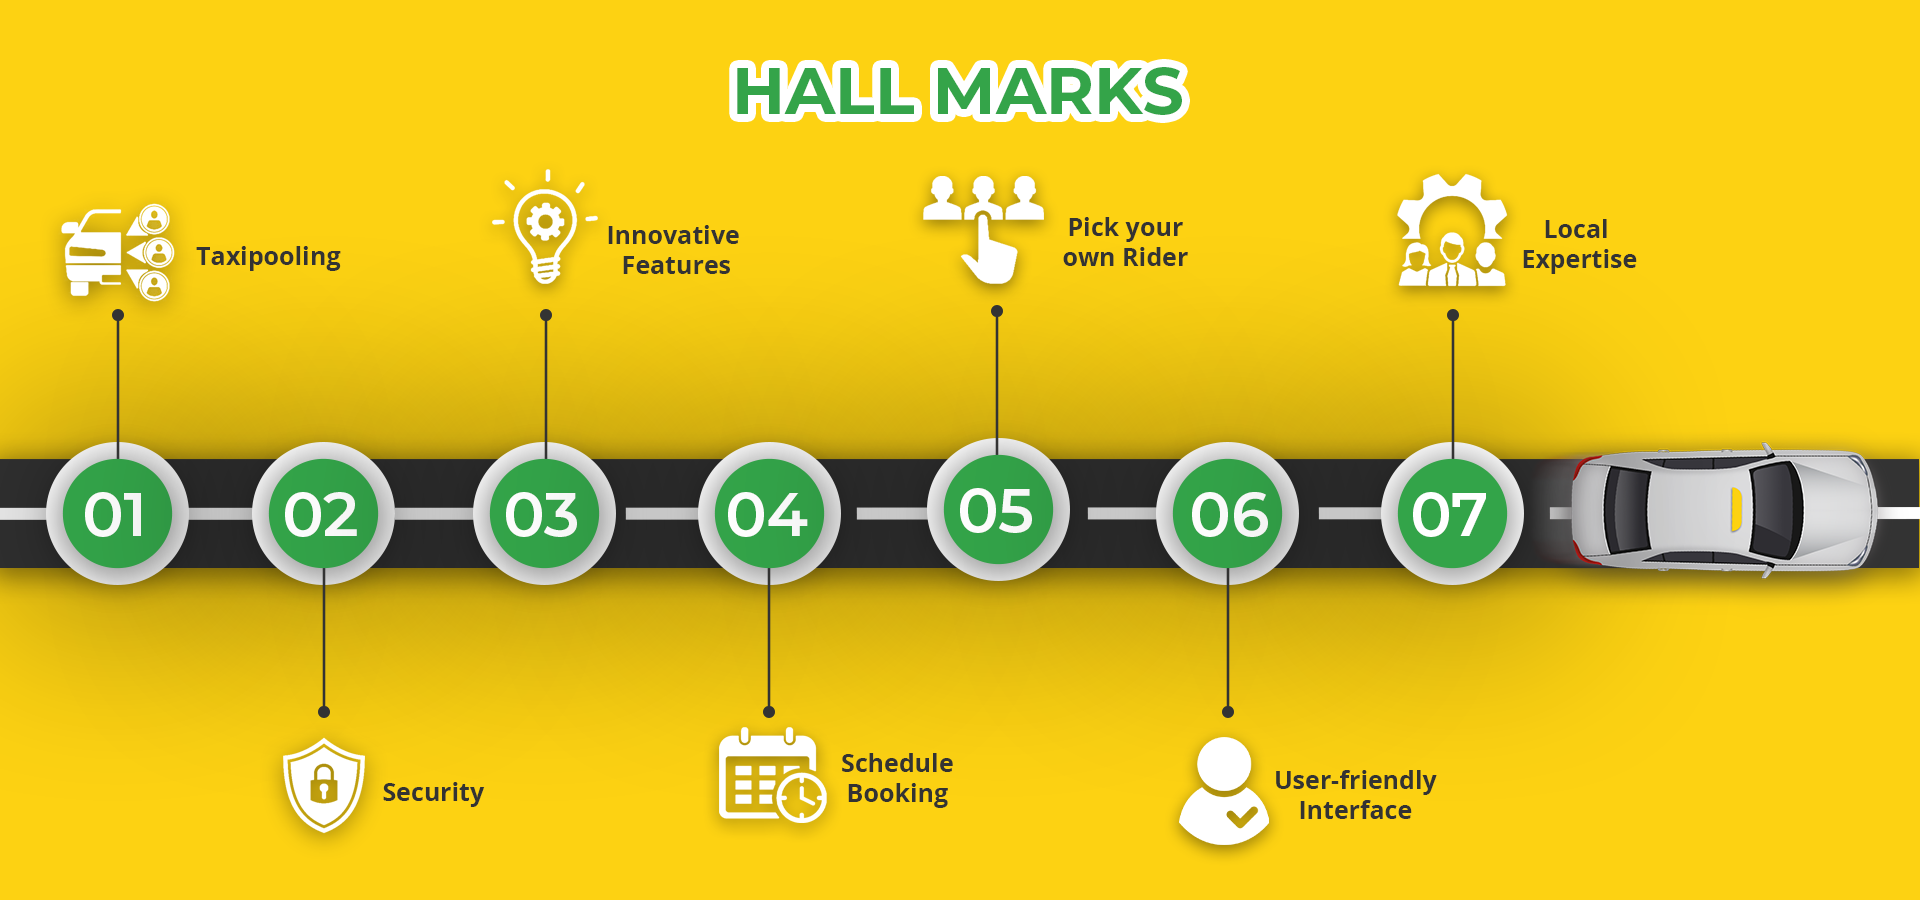 HALL MARKS
01
Taxipooling
02
Security
03
Innovative
Features
04
Schedule
Booking
05
Pick your
own Rider
06
User-friendly
Interface
07
Local
Expertise